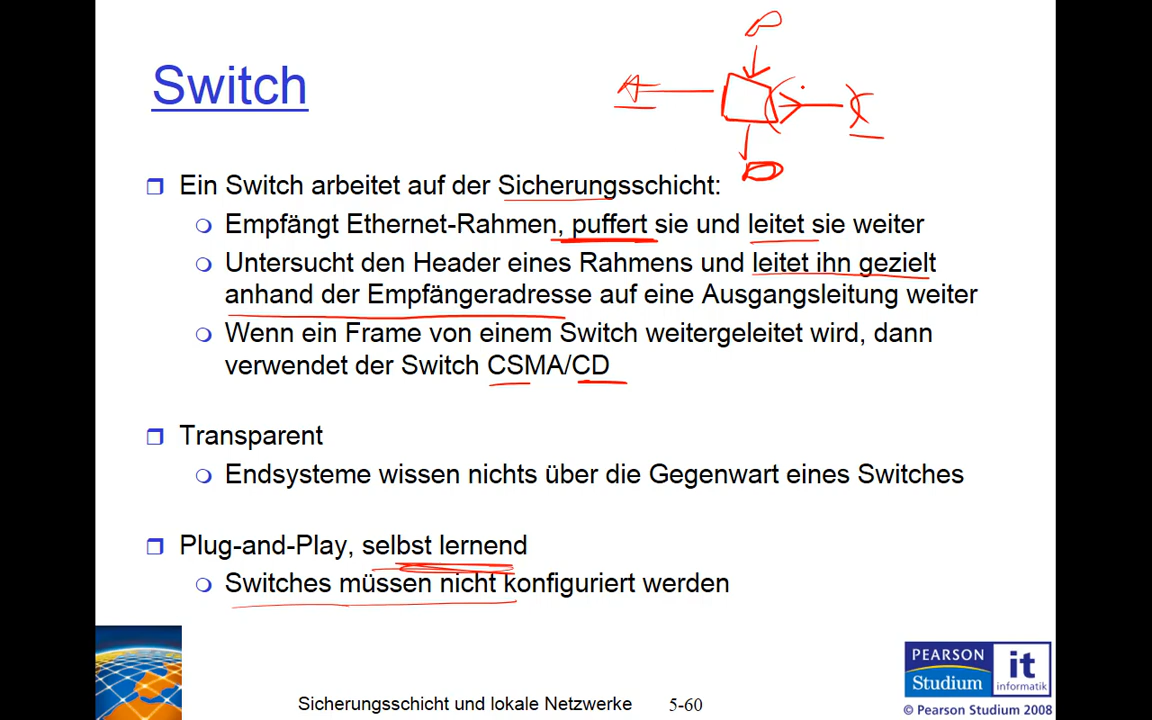 Switch
Ein Switch arbeitet auf der Sicherungsschicht:
Empfängt Ethernet-Rahmen, puffert sie und leitet sie weiter
Untersucht den Header eines Rahmens und leitet ihn gezielt
anhand der Empfängeradresse auf eine Ausgangsleitung weiter
Wenn ein Frame von einem Switch weitergeleitet wird, dann
verwendet der Switch CSMA/CD
Transparent
Endsysteme wissen nichts über die Gegenwart eines Switches
Plug-and-Play, selbst lernend
Switches müssen nicht konfiguriert werden
Sicherungsschicht und lokale Netzwerke 5-60
PEARSON
Studium
it
informatik
© Pearson Studium 2008